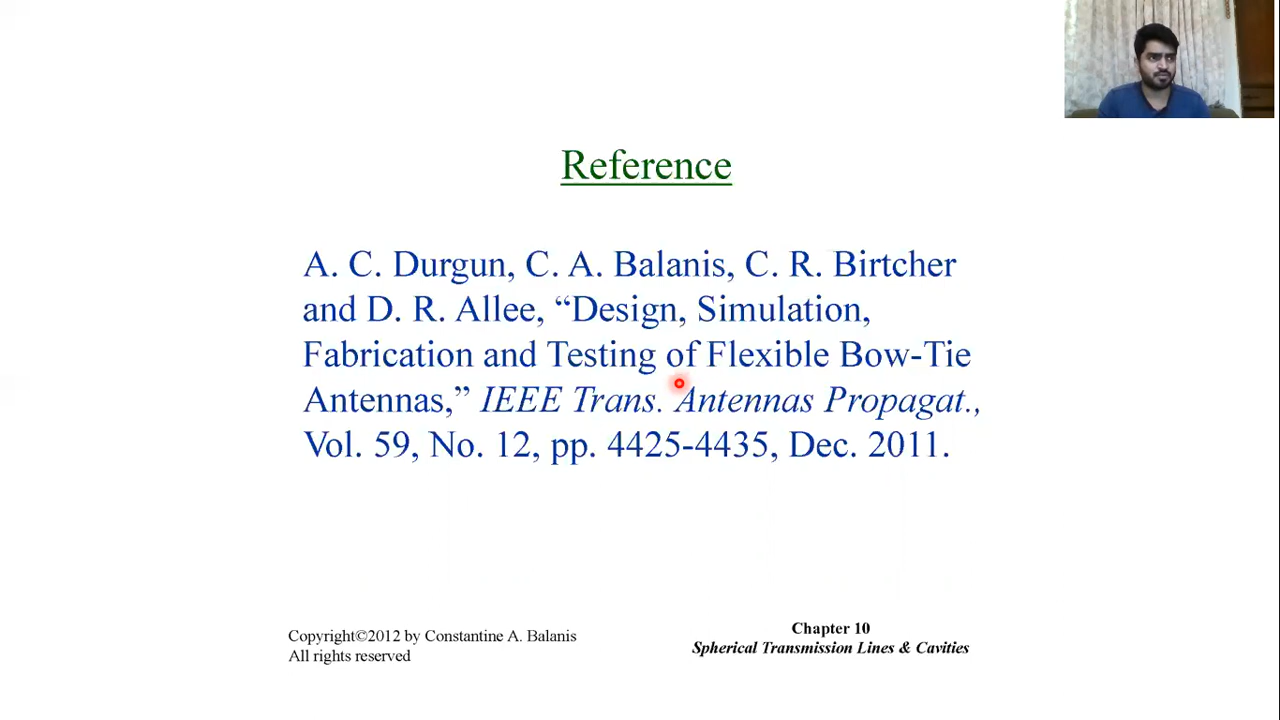 Reference
A. C. Durgun, C. A. Balanis, C. R. Birtcher
and D. R. Allee, “Design, Simulation,
Fabrication and Testing of Flexible Bow-Tie
Antennas,” IEEE Trans. Antennas Propagat.,
Vol. 59, No. 12, pp. 4425-4435, Dec. 2011.
Copyright©2012 by Constantine A. Balanis
All rights reserved
Chapter 10
Spherical Transmission Lines & Cavities